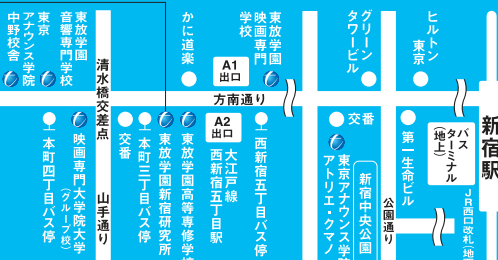 東放学園
音響専門学校
東京
アナウンス学院
中野校舎
清水橋交差点
かに道楽
東放学園
映画専門
学校
A1
出口
グリーン
タワービル
ヒルトン
東京
方南通り
新宿駅
バス
ターミナル
(地上)
JR西口改札(地
本町四丁目バス停
映画専門大学院大学
(グループ校)
山手通り
交番
本町三丁目バス停
東放学園新宿研究所
東放学園高等専修学
A2
出口
大江戸線
西新宿五丁目駅
西新宿五丁目バス停
交番
東京アナウンス学
アトリエ・クマノ
新宿中央公園
公園通り
第一生命ビル